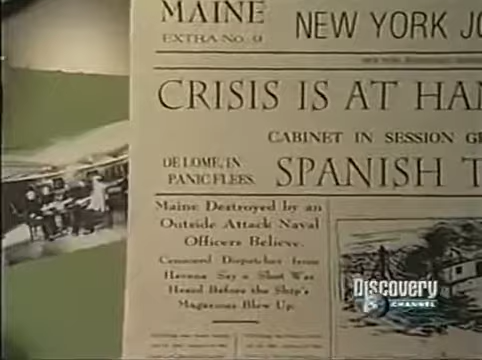 MAINE
EXTRA-No. 9
NEW YORK JO
CRISIS IS AT HAN
CABINET IN SESSION G
DE LOME, IN
PANIC FLEES.
SPANISH T
Maine Destroyed by an
Outside Attack Naval
Officers Believe.
Censored Dispatches from
Havana Say a Shot Was
Heard Before the Ship's
Magazines Blew Up.
Discovery
CHANNEL